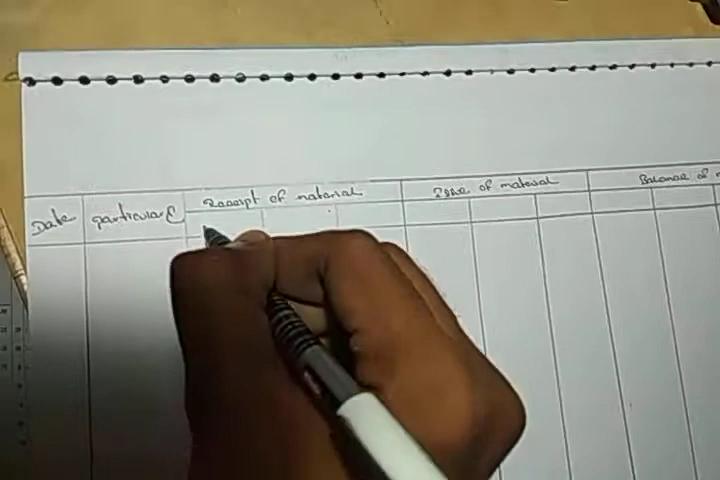 Date particulars Receipt of material Issue of material Balance of m